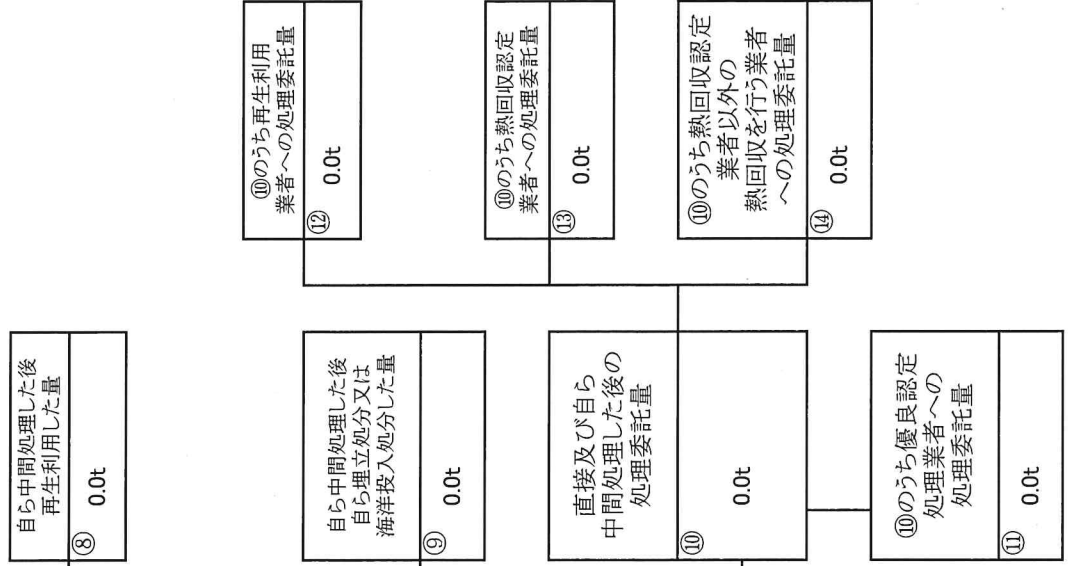 自ら中間処理した後
再生利用した量
⑧
0.0t
自ら中間処理した後
自ら埋立処分又は
海洋投入処分した量
⑨
0.0t
直接及び自ら
中間処理した後の
処理委託量
⑩
0.0t
⑩のうち優良認定
処理業者への
処理委託量
⑪
0.0t
⑩のうち再生利用
業者への処理委託量
⑫
0.0t
⑩のうち熱回収認定
業者への処理委託量
⑬
0.0t
⑩のうち熱回収認定
業者以外の
熱回収を行う業者
への処理委託量
⑭
0.0t